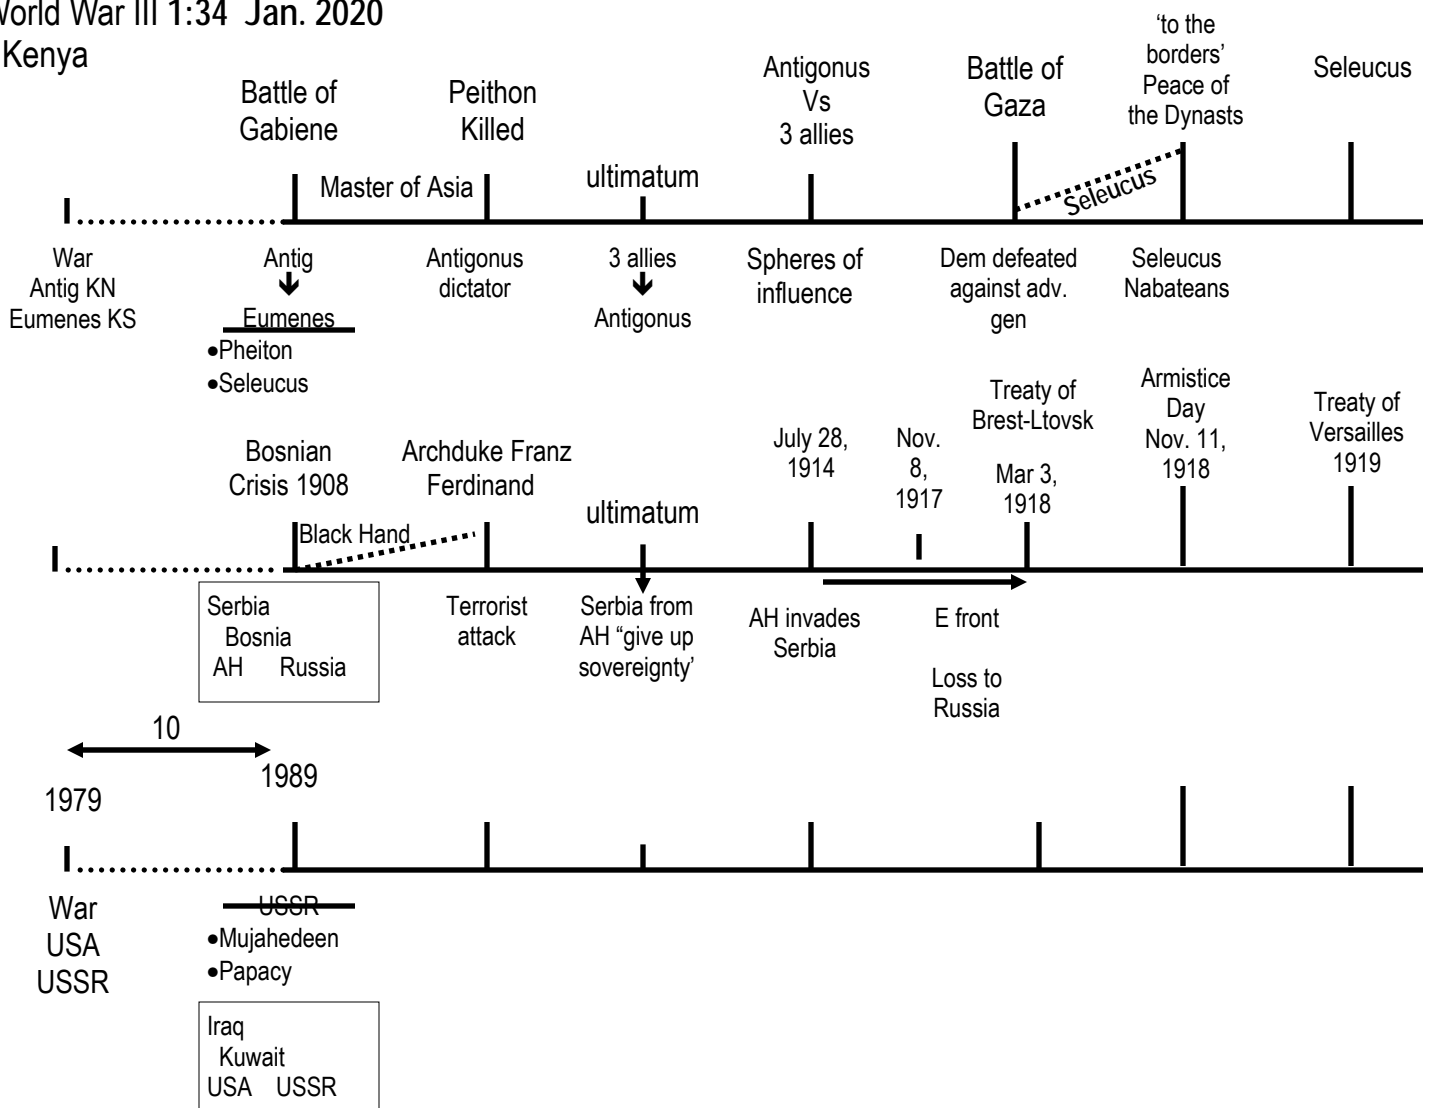 World War III 1:34 Jan. 2020
Kenya
Battle of
Gabiene
Peithon
Killed
Antigonus
Vs
3 allies
Battle of
Gaza
‘to the
borders’
Peace of
the Dynasts
Seleucus
Master of Asia
ultimatum
Seleucus
War
Antig KN
Eumenes KS
Antig
Eumenes
•Pheiton
•Seleucus
Antigonus
dictator
3 allies
Antigonus
Spheres of
influence
Dem defeated
against adv.
gen
Seleucus
Nabateans
Bosnian
Crisis 1908
Archduke Franz
Ferdinand
ultimatum
July 28,
1914
Nov.
8,
1917
Treaty of
Brest-Ltovsk
Mar 3,
1918
Armistice
Day
Nov. 11,
1918
Treaty of
Versailles
1919
Black Hand
Serbia
Bosnia
AH Russia
Terrorist
attack
Serbia from
AH “give up
sovereignty’
AH invades
Serbia
E front
Loss to
Russia
10
1979
1989
War
USA
USSR
USSR
•Mujahedeen
•Papacy
Iraq
Kuwait
USA USSR